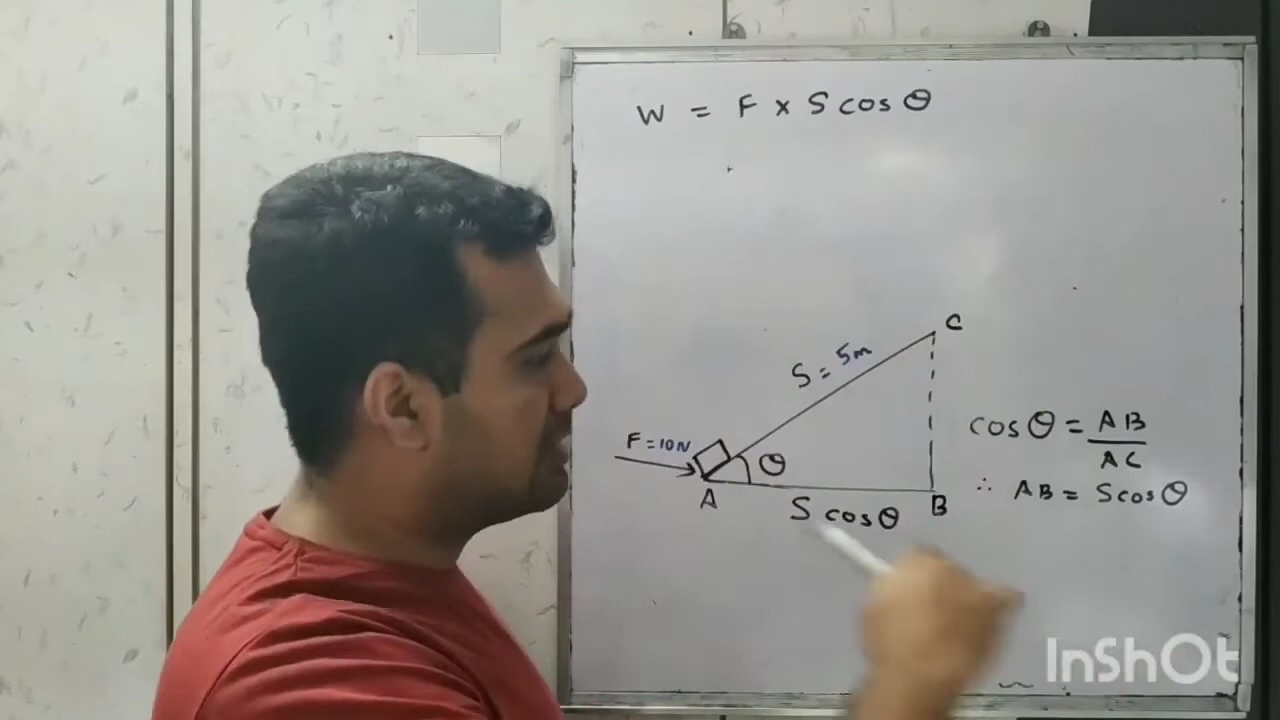 W = F × S cos θ
C
S = 5m
F = 10N
θ
A
B
S cos θ
cos θ = AB / AC
∴ AB = S cos θ
InShOt